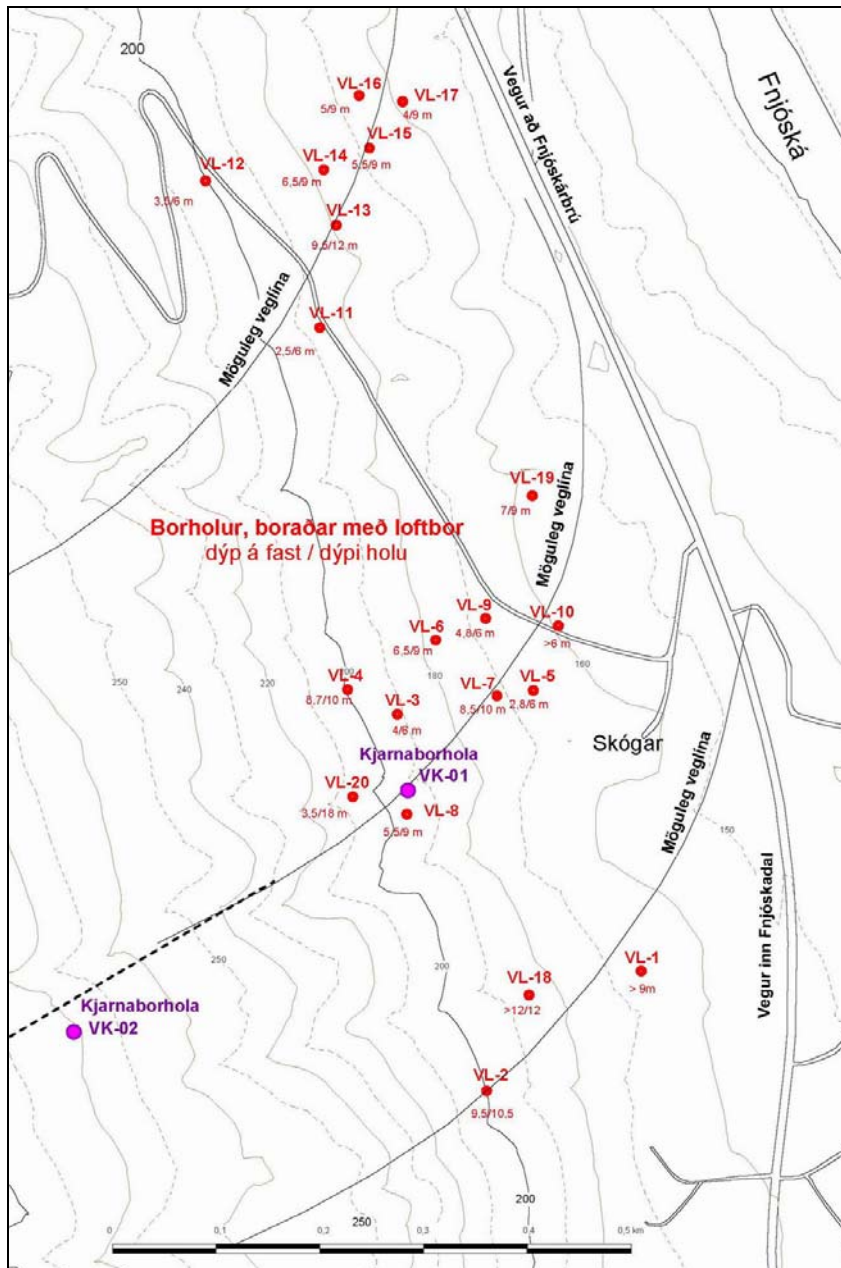 200
VL-16
5/9 m
VL-17
4/9 m
VL-15
5,5/9 m
VL-14
6,5/9 m
VL-12
3,5/6 m
VL-13
9,5/12 m
VL-11
2,5/6 m
Vegur að Fnjóskárbrú
Fnjóská
Möguleg veglína
VL-19
7/9 m
Möguleg veglína
Borholur, boraðar með loftbor
dýp á fast / dýpi holu
VL-9
4,8/6 m
VL-10
>6 m
VL-6
6,5/9 m
250
240
220
200
180
160
VL-4
8,7/10 m
VL-3
4/6 m
VL-7
8,5/10 m
VL-5
2,8/6 m
Skógar
Kjarnaborhola
VK-01
VL-20
3,5/18 m
VL-8
5,5/9 m
Möguleg veglína
150
Vegur inn Fnjóskadal
250
200
VL-1
> 9m
VL-18
>12/12
Kjarnaborhola
VK-02
VL-2
9.5/10.5
200
250
0
0,1
0,2
0,3
0,4
0,5 km